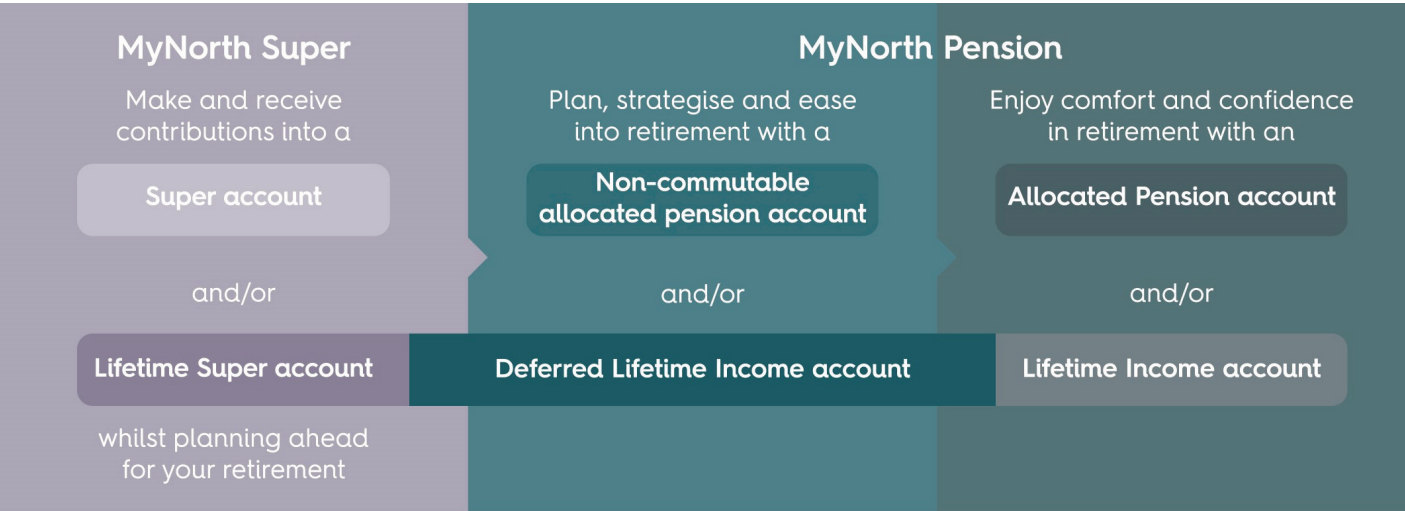 MyNorth Super
Make and receive
contributions into a
Super account
and/or
Lifetime Super account
whilst planning ahead
for your retirement
MyNorth Pension
Plan, strategise and ease
into retirement with a
Non-commutable
allocated pension account
and/or
Deferred Lifetime Income account
Enjoy comfort and confidence
in retirement with an
Allocated Pension account
and/or
Lifetime Income account